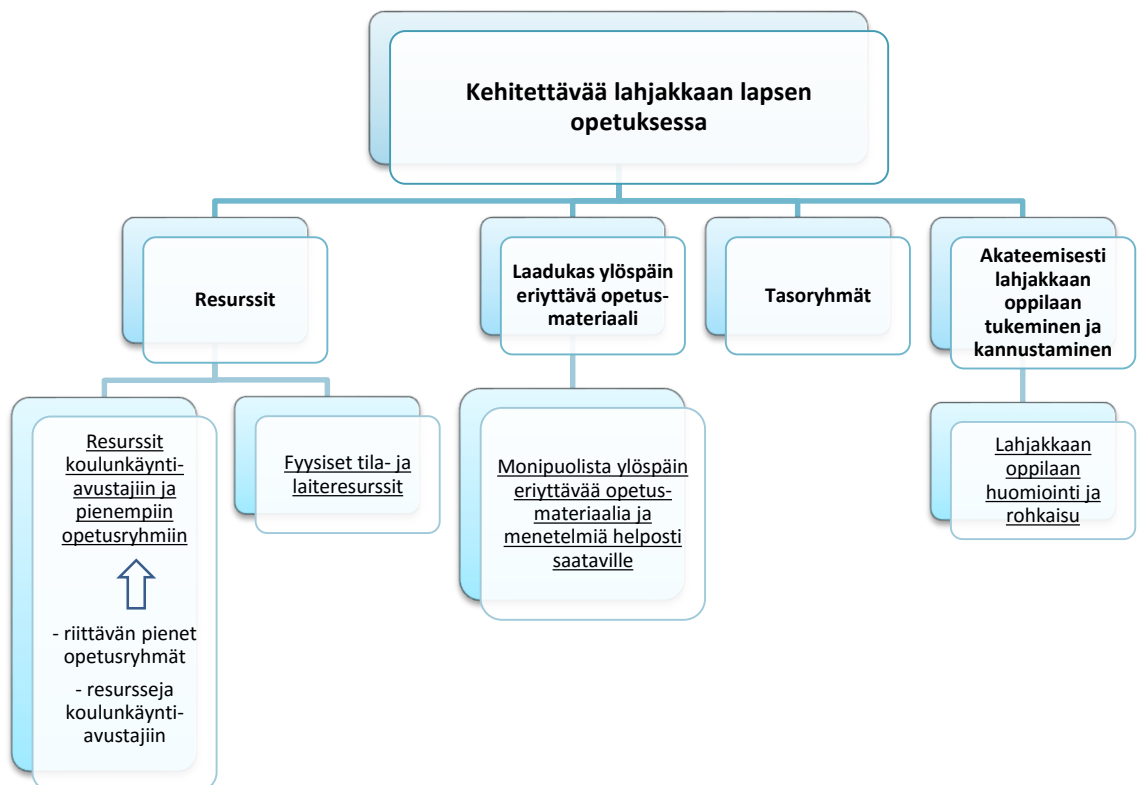 Kehitettävää lahjakkaan lapsen
opetuksessa
Resurssit
Laadukas ylöspäin
eriyttävä opetus-
materiaali
Tasoryhmät
Akateemisesti
lahjakkaan
oppilaan
tukeminen ja
kannustaminen
Resurssit
koulunkäynti-
avustajiin ja
pienempiin
opetusryhmiin
- riittävän pienet
opetusryhmät
- resursseja
koulunkäynti-
avustajiin
Fyysiset tila- ja
laiteresurssit
Monipuolista ylöspäin
eriyttävää opetus-
materiaalia ja
menetelmiä helposti
saataville
Lahjakkaan
oppilaan
huomiointi ja
rohkaisu